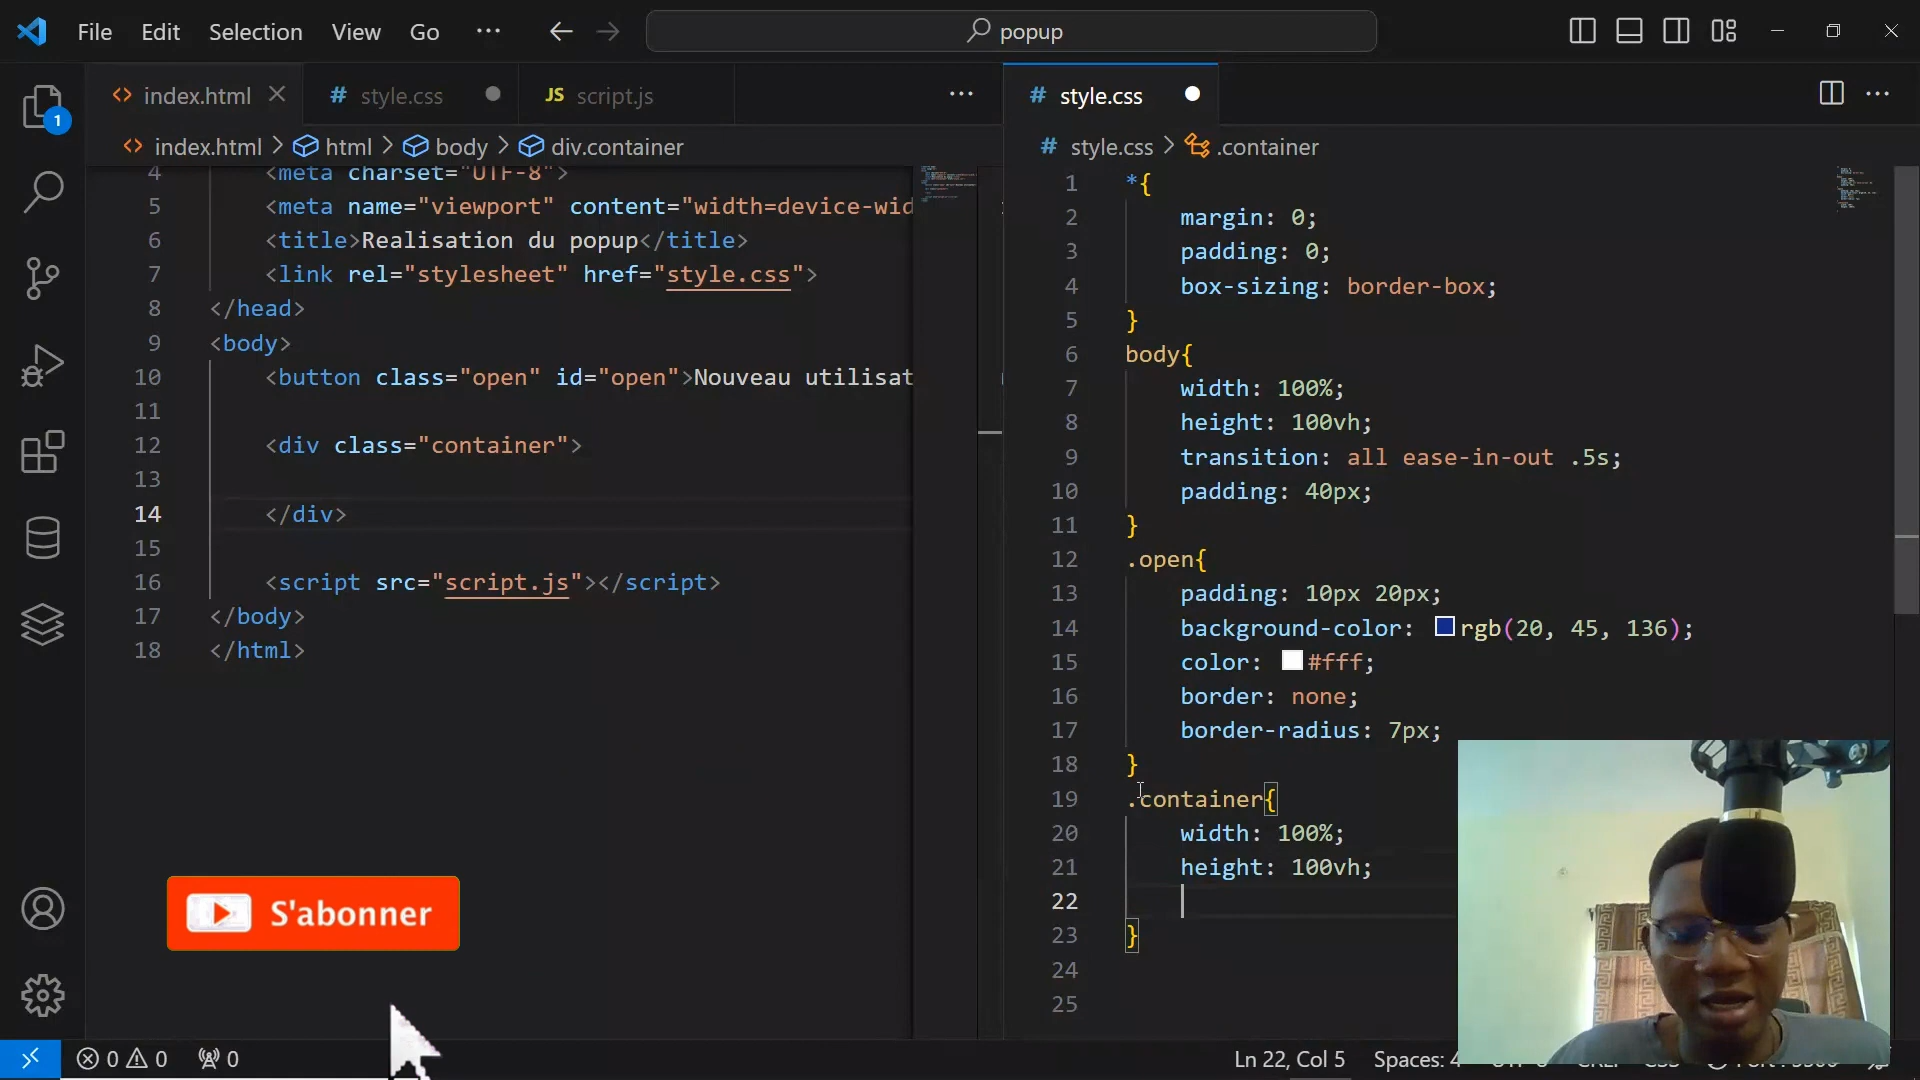 File Edit Selection View Go ··· popup
index.html style.css JS script.js ···
index.html > html > body > div.container
4 <meta charset="UTF-8">
5 <meta name="viewport" content="width=device-wid
6 <title>Realisation du popup</title>
7 <link rel="stylesheet" href="style.css">
8 </head>
9 <body>
10 <button class="open" id="open">Nouveau utilisat
11
12 <div class="container">
13
14 </div>
15
16 <script src="script.js"></script>
17 </body>
18 </html>
# style.css ···
# style.css > .container
1 *{
2 margin: 0;
3 padding: 0;
4 box-sizing: border-box;
5 }
6 body{
7 width: 100%;
8 height: 100vh;
9 transition: all ease-in-out .5s;
10 padding: 40px;
11 }
12 .open{
13 padding: 10px 20px;
14 background-color: rgb(20, 45, 136);
15 color: #fff;
16 border: none;
17 border-radius: 7px;
18 }
19 .container{
20 width: 100%;
21 height: 100vh;
22
23 }
24
25
1
S'abonner
0 0 0 Ln 22, Col 5 Spaces: 4